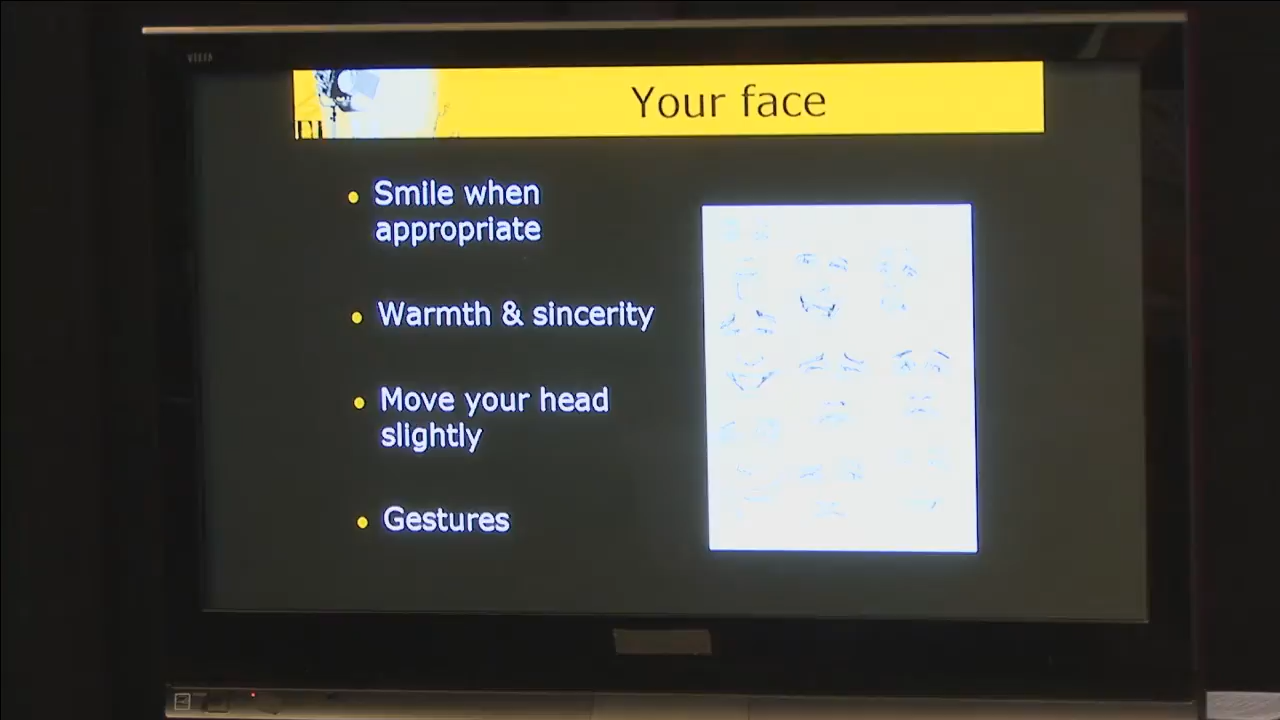 Your face
Smile when
appropriate
Warmth & sincerity
Move your head
slightly
Gestures